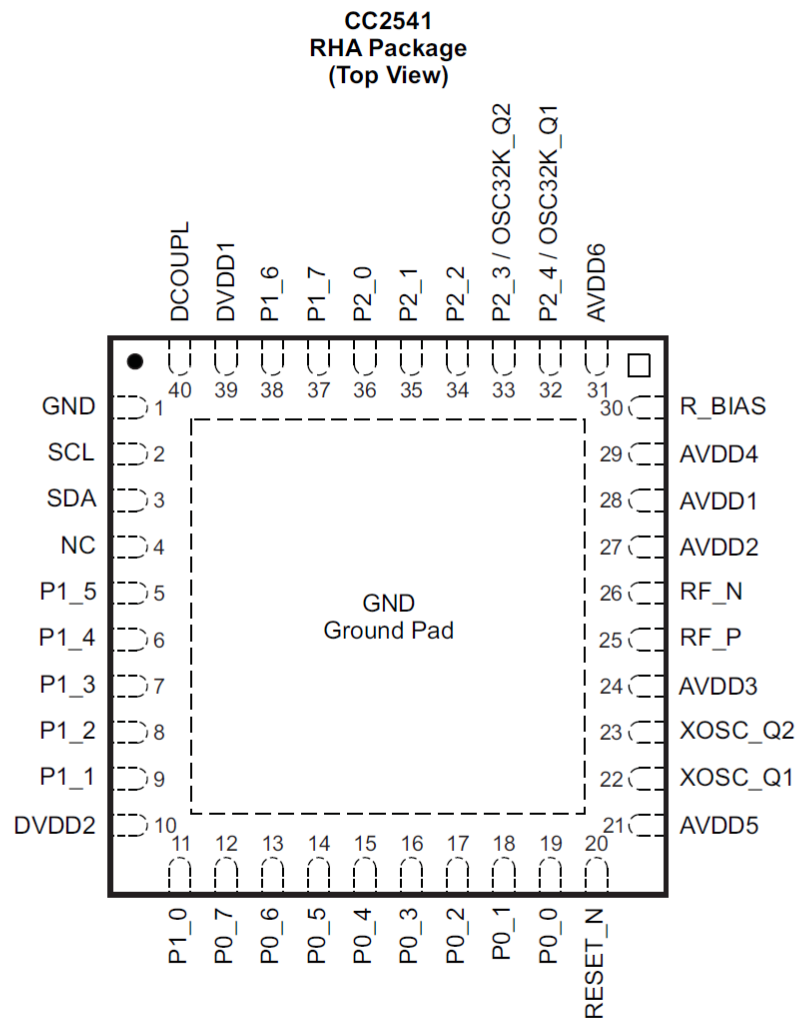 CC2541
RHA Package
(Top View)
DCOUPL
DVDD1
P1_6
P1_7
P2_0
P2_1
P2_2
P2_3 / OSC32K_Q2
P2_4 / OSC32K_Q1
AVDD6
40 39 38 37 36 35 34 33 32 31
GND 1
SCL 2
SDA 3
NC 4
P1_5 5
P1_4 6
P1_3 7
P1_2 8
P1_1 9
DVDD2 10
GND
Ground Pad
30 R_BIAS
29 AVDD4
28 AVDD1
27 AVDD2
26 RF_N
25 RF_P
24 AVDD3
23 XOSC_Q2
22 XOSC_Q1
21 AVDD5
11 12 13 14 15 16 17 18 19 20
P1_0
P0_7
P0_6
P0_5
P0_4
P0_3
P0_2
P0_1
P0_0
RESET_N